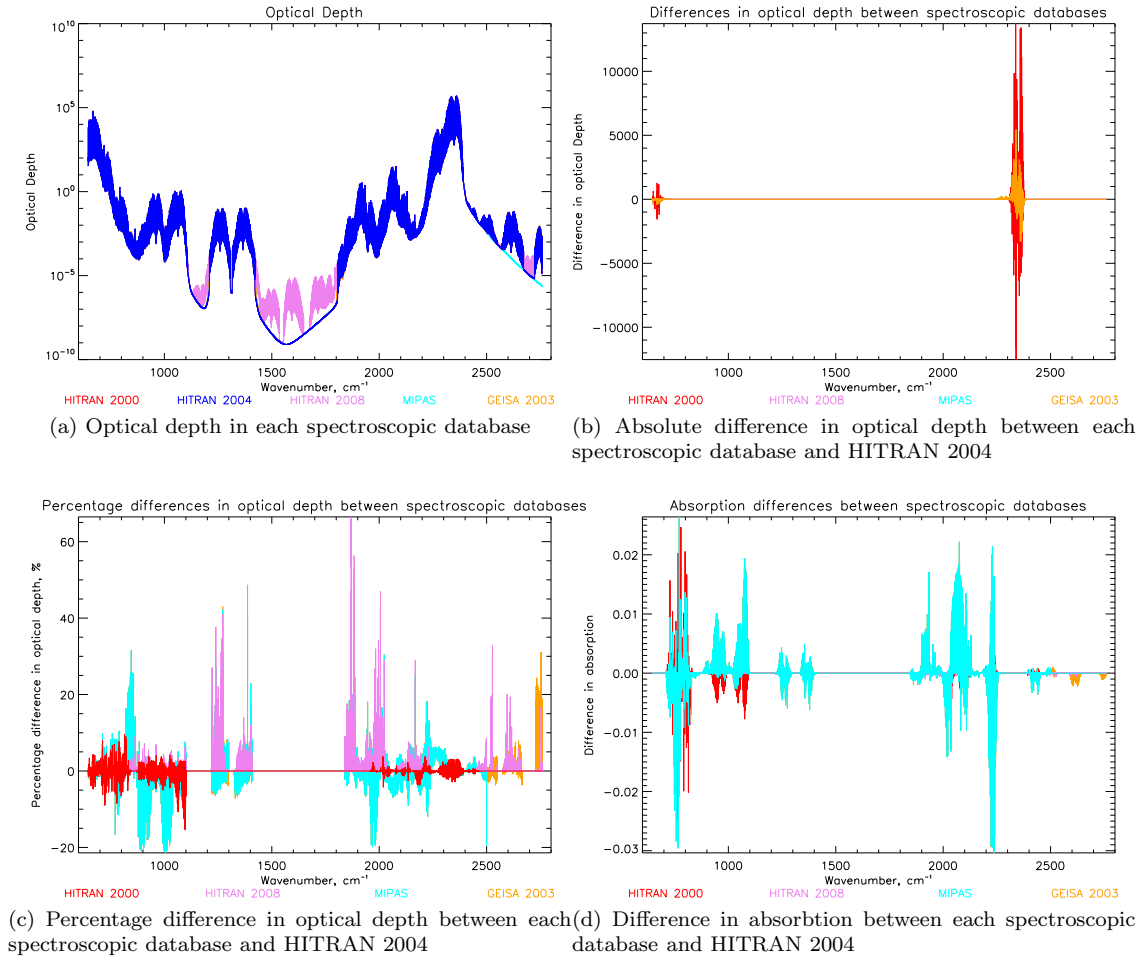 Optical Depth
10^10
10^5
10^0
10^-5
10^-10
Optical Depth
1000 1500 2000 2500
Wavenumber, cm^-1
HITRAN 2000 HITRAN 2004 HITRAN 2008 MIPAS GEISA 2003
(a) Optical depth in each spectroscopic database
Differences in optical depth between spectroscopic databases
10000
5000
0
-5000
-10000
Difference in optical Depth
1000 1500 2000 2500
Wavenumber, cm^-1
HITRAN 2000 HITRAN 2008 MIPAS GEISA 2003
(b) Absolute difference in optical depth between each
spectroscopic database and HITRAN 2004
Percentage differences in optical depth between spectroscopic databases
60
40
20
0
-20
Percentage difference in optical depth, %
1000 1500 2000 2500
Wavenumber, cm^-1
HITRAN 2000 HITRAN 2008 MIPAS GEISA 2003
(c) Percentage difference in optical depth between each
spectroscopic database and HITRAN 2004
Absorption differences between spectroscopic databases
0.02
0.01
0.00
-0.01
-0.02
-0.03
Difference in absorption
1000 1500 2000 2500
Wavenumber, cm^-1
HITRAN 2000 HITRAN 2008 MIPAS GEISA 2003
(d) Difference in absorbtion between each spectroscopic
database and HITRAN 2004